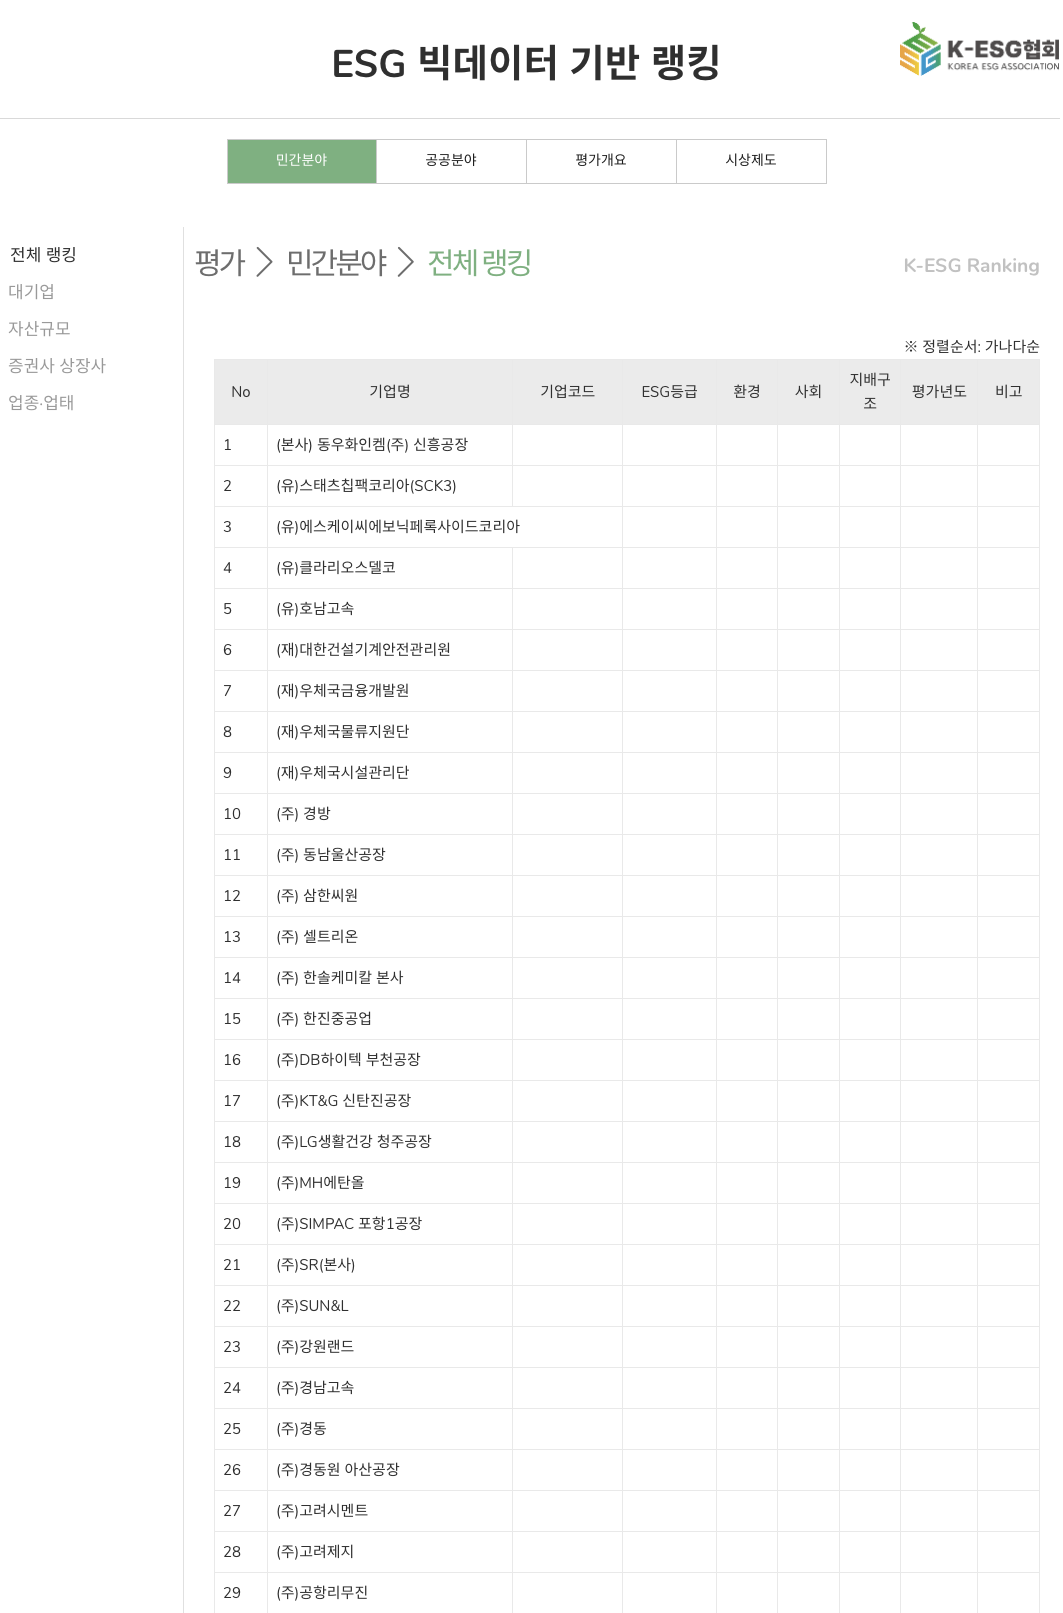 ESG 빅데이터 기반 랭킹
K-ESG협회
KOREA ESG ASSOCIATION
민간분야 공공분야 평가개요 시상제도
전체 랭킹
대기업
자산규모
증권사 상장사
업종·업태
평가 > 민간분야 > 전체 랭킹
K-ESG Ranking
※ 정렬순서: 가나다순
No 기업명 기업코드 ESG등급 환경 사회 지배구조 평가년도 비고
1 (본사) 동우화인켐(주) 신흥공장
2 (유)스태츠칩팩코리아(SCK3)
3 (유)에스케이씨에보닉페록사이드코리아
4 (유)클라리오스델코
5 (유)호남고속
6 (재)대한건설기계안전관리원
7 (재)우체국금융개발원
8 (재)우체국물류지원단
9 (재)우체국시설관리단
10 (주) 경방
11 (주) 동남울산공장
12 (주) 삼한씨원
13 (주) 셀트리온
14 (주) 한솔케미칼 본사
15 (주) 한진중공업
16 (주)DB하이텍 부천공장
17 (주)KT&G 신탄진공장
18 (주)LG생활건강 청주공장
19 (주)MH에탄올
20 (주)SIMPAC 포항1공장
21 (주)SR(본사)
22 (주)SUN&L
23 (주)강원랜드
24 (주)경남고속
25 (주)경동
26 (주)경동원 아산공장
27 (주)고려시멘트
28 (주)고려제지
29 (주)공항리무진